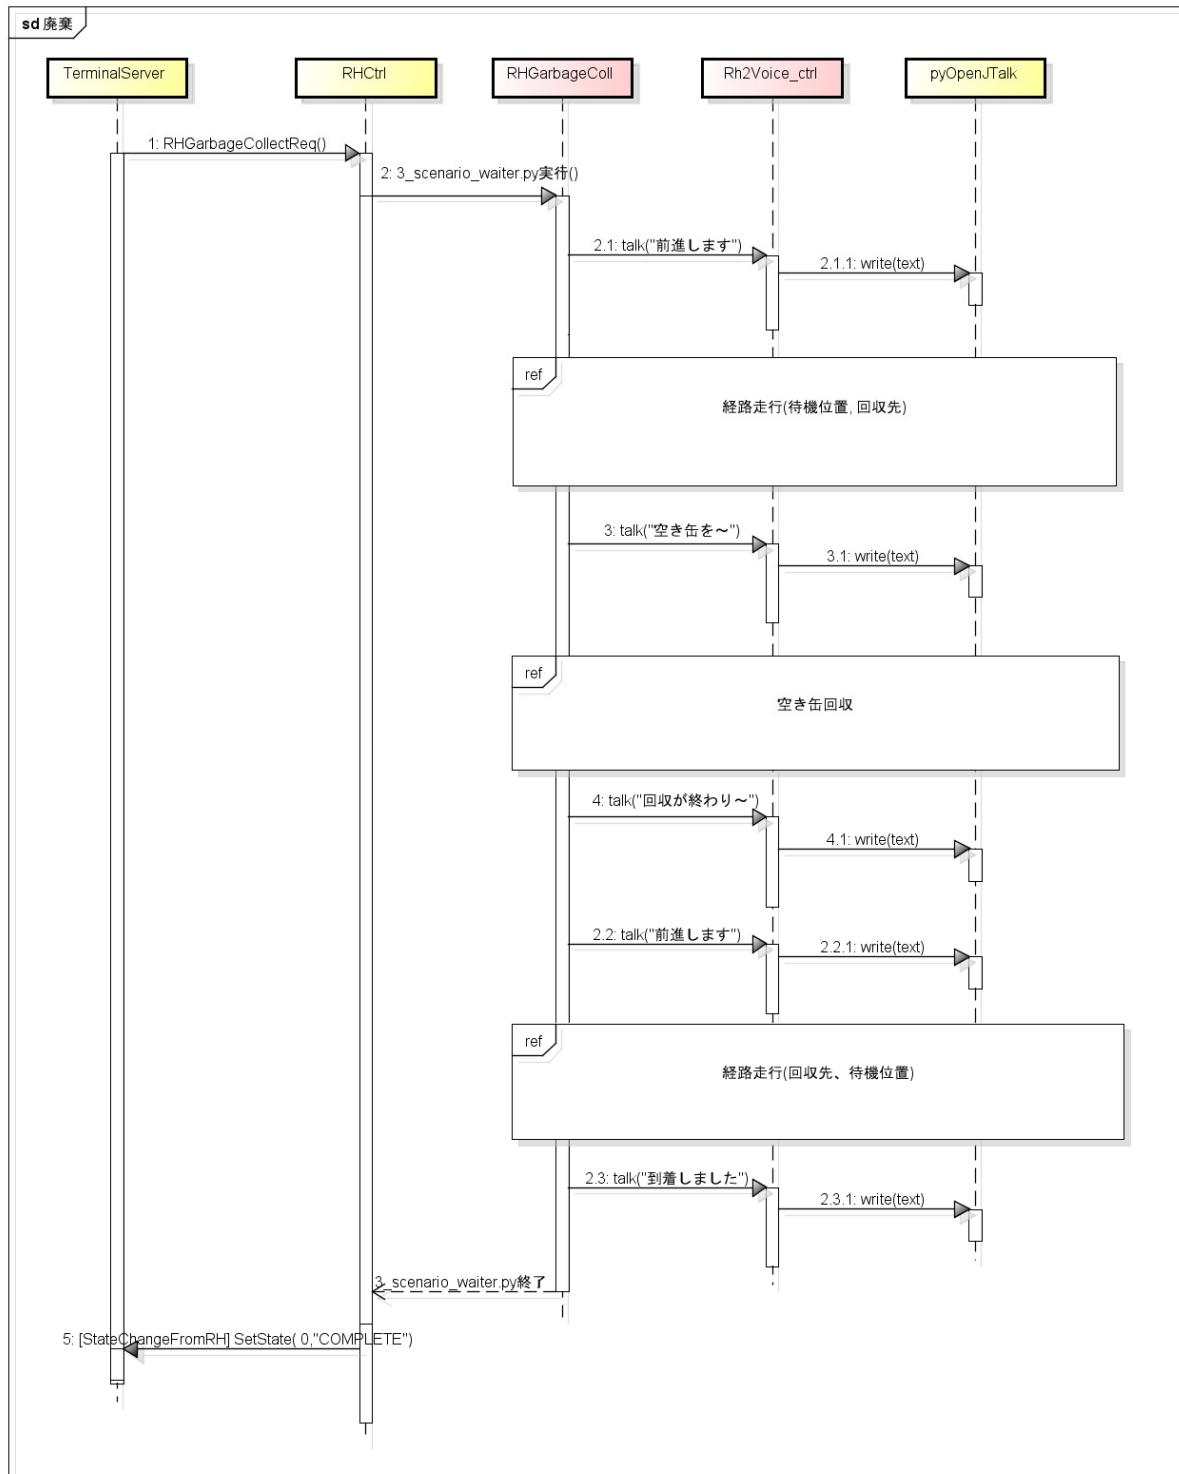 sd 廃棄
TerminalServer
RHCtrl
RHGarbageColl
Rh2Voice_ctrl
pyOpenJTalk
1: RHGarbageCollectReq()
2: 3_scenario_waiter.py実行()
2.1: talk("前進します")
2.1.1: write(text)
ref
経路走行(待機位置, 回収先)
3: talk("空き缶を～")
3.1: write(text)
ref
空き缶回収
4: talk("回収が終わり～")
4.1: write(text)
2.2: talk("前進します")
2.2.1: write(text)
ref
経路走行(回収先、待機位置)
2.3: talk("到着しました")
2.3.1: write(text)
3_scenario_waiter.py終了
5: [StateChangeFromRH] SetState( 0,"COMPLETE")